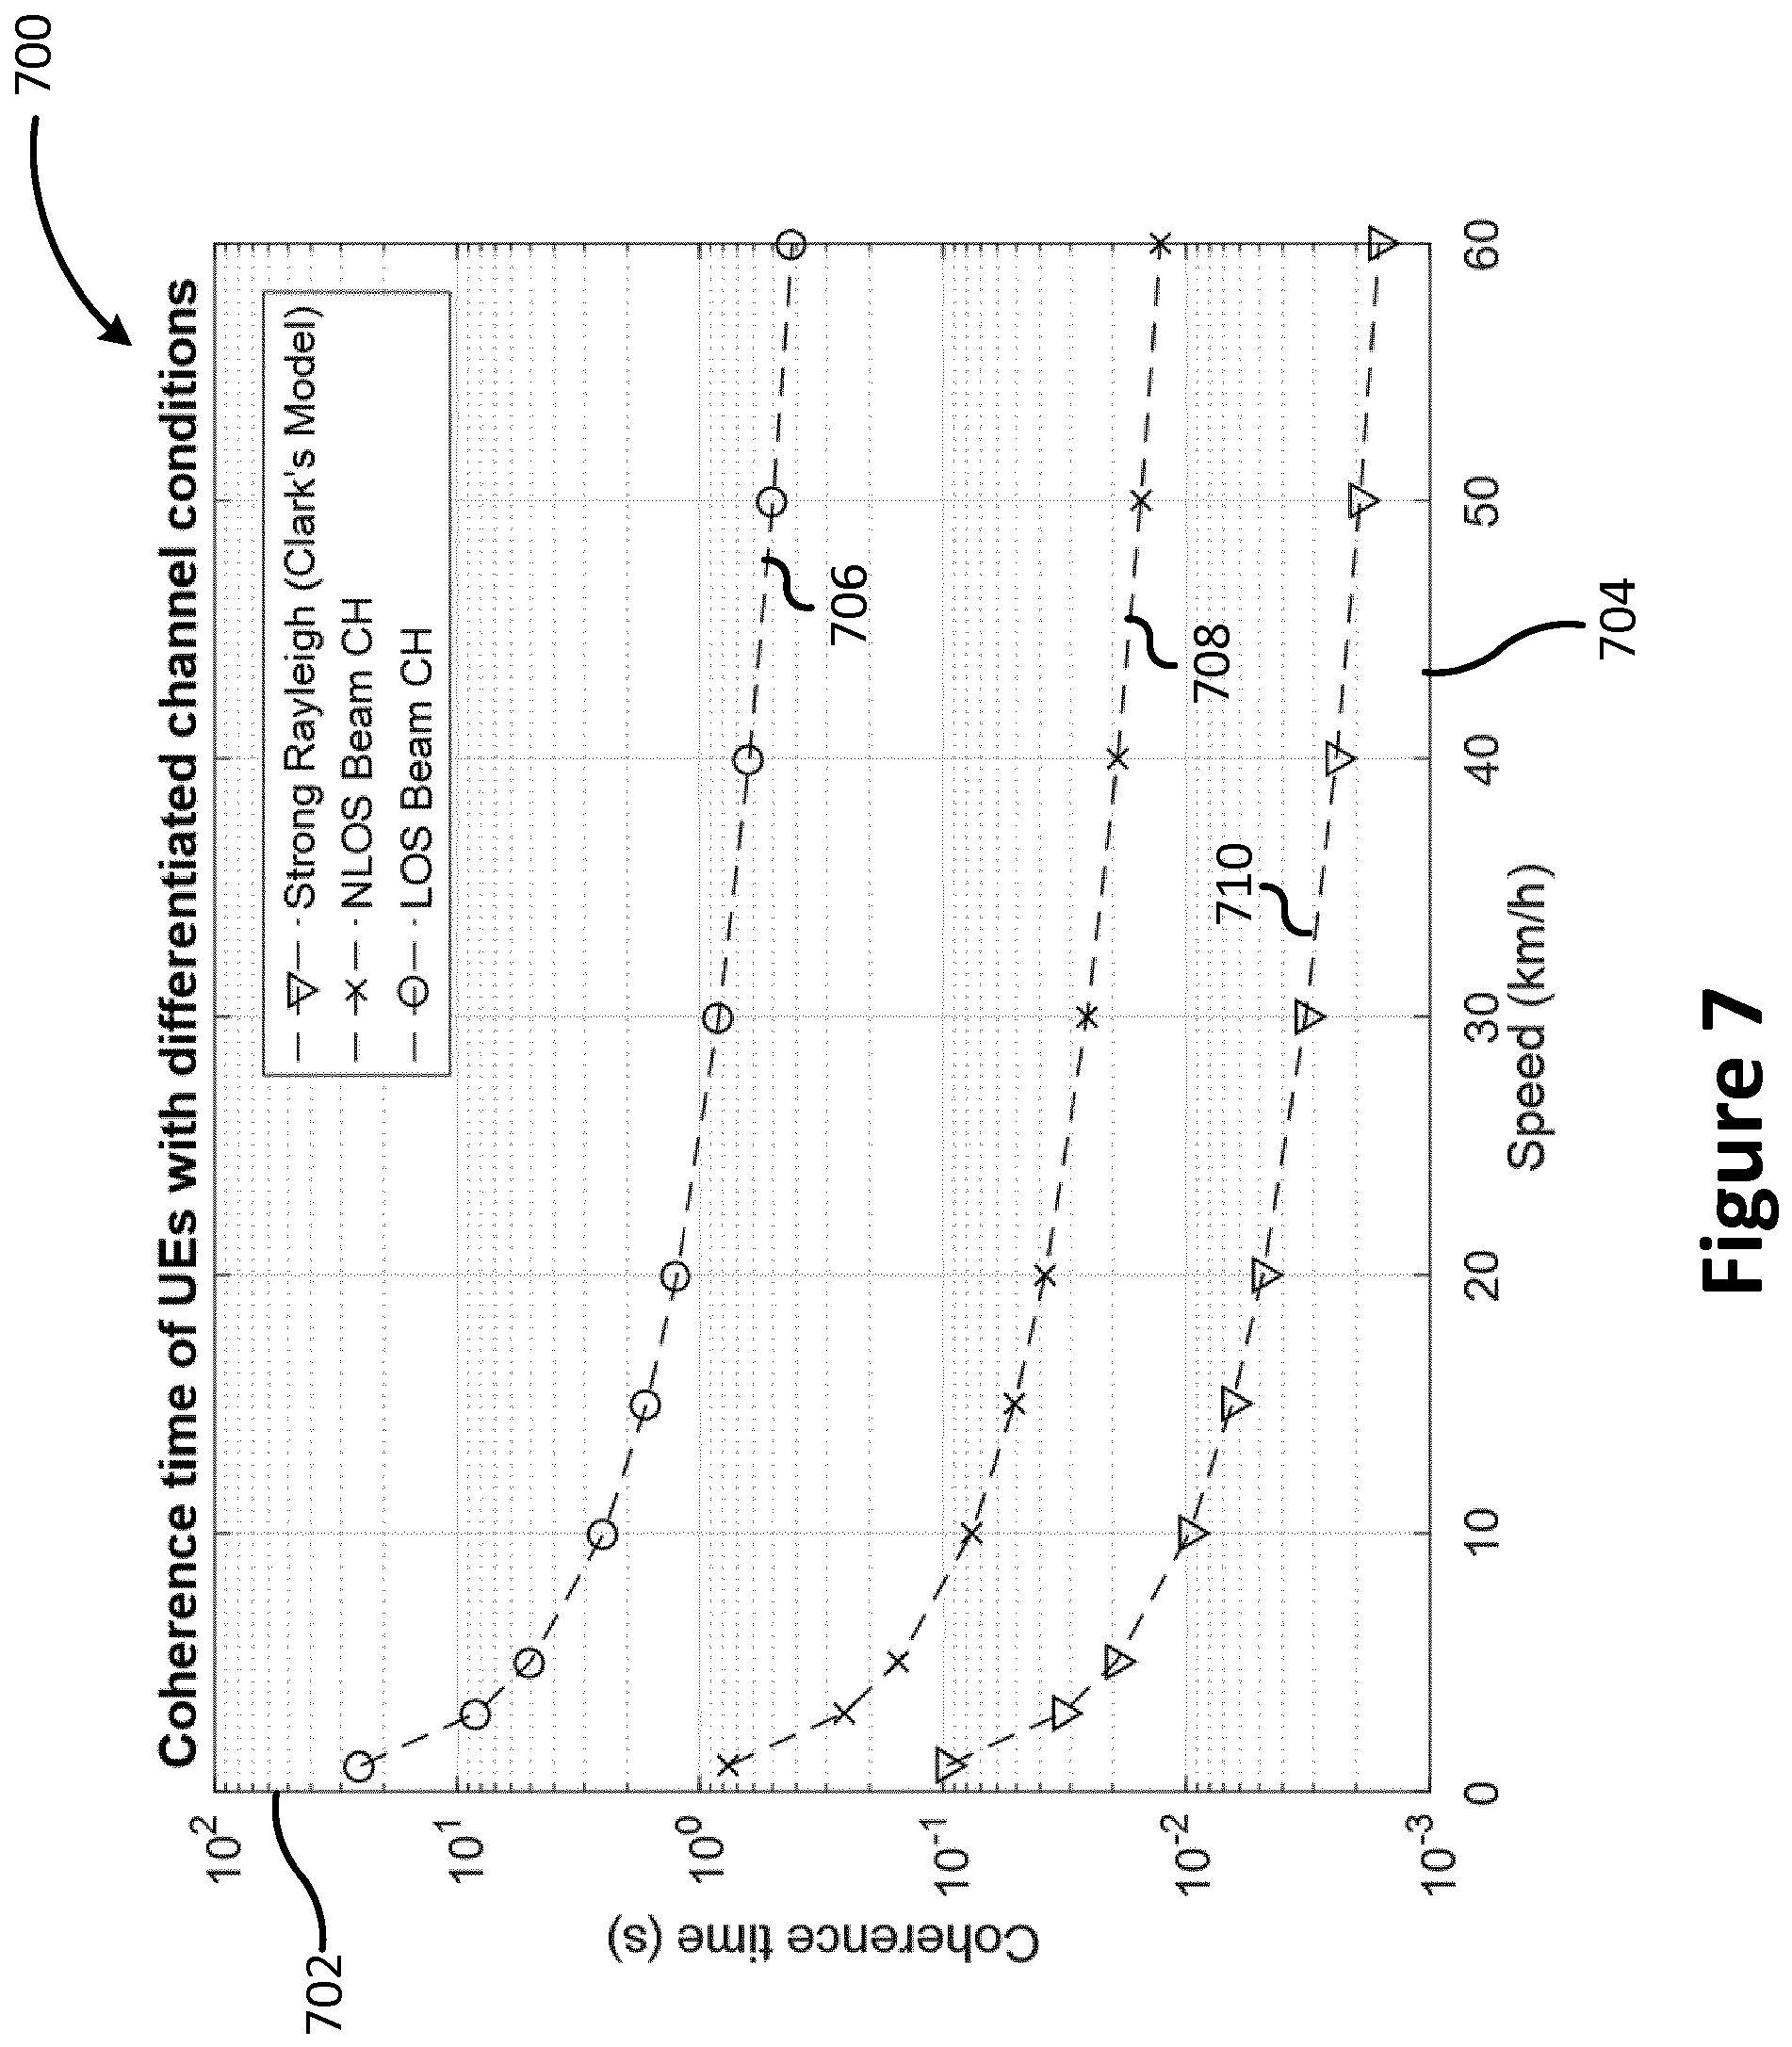 700
Coherence time of UEs with differentiated channel conditions
Strong Rayleigh (Clark's Model)
NLOS Beam CH
LOS Beam CH
702
Coherence time (s)
10^2
10^1
10^0
10^-1
10^-2
10^-3
706
708
710
704
0 10 20 30 40 50 60
Speed (km/h)
Figure 7